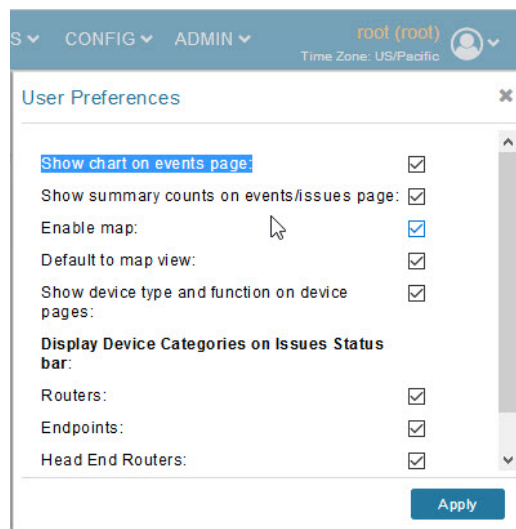 S CONFIG ADMIN root (root)
Time Zone: US/Pacific
User Preferences
Show chart on events page:
Show summary counts on events/issues page:
Enable map:
Default to map view:
Show device type and function on device
pages:
Display Device Categories on Issues Status
bar:
Routers:
Endpoints:
Head End Routers:
Apply